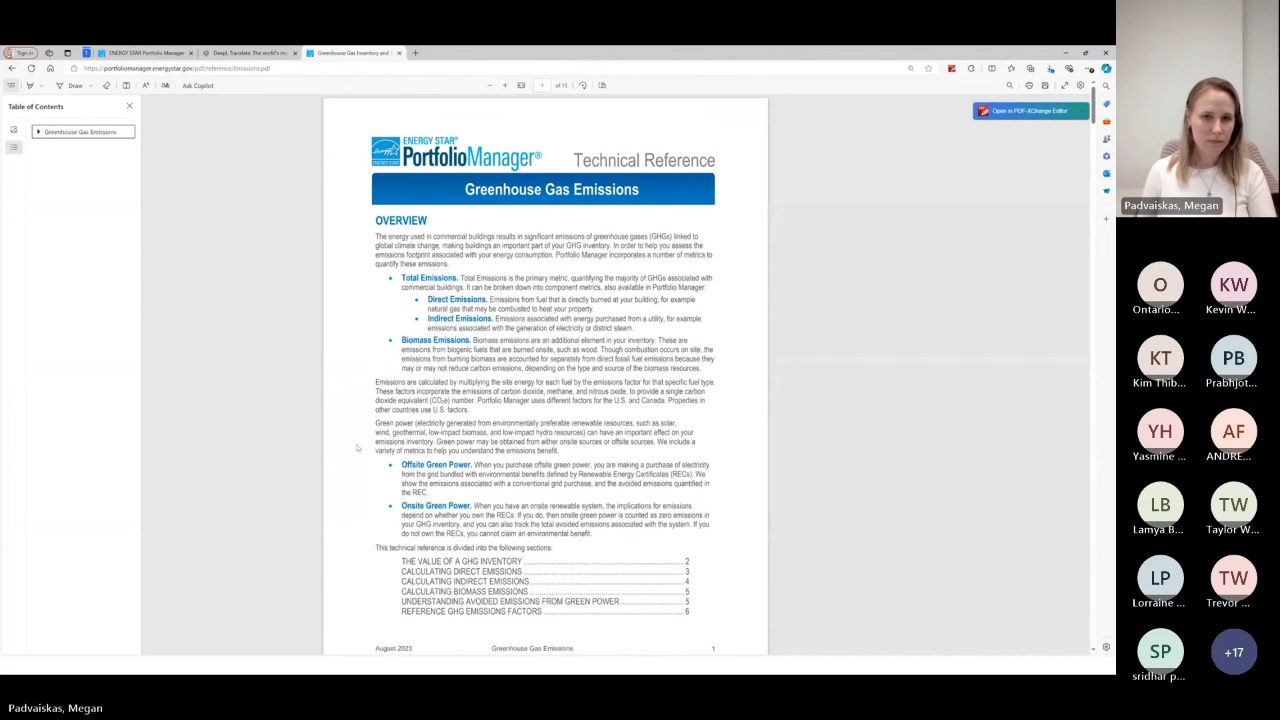 Sign in
ENERGY STAR Portfolio Manager
DeepL Translate: The world's m
Greenhouse Gas Inventory and
https://portfoliomanager.energystar.gov/pdf/reference/Emissions.pdf
Draw
Ask Copilot
1 of 15
Table of Contents
Greenhouse Gas Emissions
Open in PDF-XChange Editor
ENERGY STAR®
PortfolioManager® Technical Reference
Greenhouse Gas Emissions
OVERVIEW
The energy used in commercial buildings results in significant emissions of greenhouse gases (GHGs) linked to
global climate change, making buildings an important part of your GHG inventory. In order to help you assess the
emissions footprint associated with your energy consumption, Portfolio Manager incorporates a number of metrics to
quantify these emissions.
• Total Emissions. Total Emissions is the primary metric, quantifying the majority of GHGs associated with
commercial buildings. It can be broken down into component metrics, also available in Portfolio Manager:
• Direct Emissions. Emissions from fuel that is directly burned at your building, for example
natural gas that may be combusted to heat your property.
• Indirect Emissions. Emissions associated with energy purchased from a utility, for example
emissions associated with the generation of electricity or district steam.
• Biomass Emissions. Biomass emissions are an additional element in your inventory. These are
emissions from biogenic fuels that are burned onsite, such as wood. Though combustion occurs on site, the
emissions from burning biomass are accounted for separately from direct fossil fuel emissions because they
may or may not reduce carbon emissions, depending on the type and source of the biomass resources.
Emissions are calculated by multiplying the site energy for each fuel by the emissions factor for that specific fuel type.
These factors incorporate the emissions of carbon dioxide, methane, and nitrous oxide, to provide a single carbon
dioxide equivalent (CO2e) number. Portfolio Manager uses different factors for the U.S. and Canada. Properties in
other countries use U.S. factors.
Green power (electricity generated from environmentally preferable renewable resources, such as solar,
wind, geothermal, low-impact biomass, and low-impact hydro resources) can have an important effect on your
emissions inventory. Green power may be obtained from either onsite sources or offsite sources. We include a
variety of metrics to help you understand the emissions benefit.
• Offsite Green Power. When you purchase offsite green power, you are making a purchase of electricity
from the grid bundled with environmental benefits defined by Renewable Energy Certificates (RECs). We
show the emissions associated with a conventional grid purchase, and the avoided emissions quantified in
the REC.
• Onsite Green Power. When you have an onsite renewable system, the implications for emissions
depend on whether you own the RECs. If you do, then onsite green power is counted as zero emissions in
your GHG inventory, and you can also track the total avoided emissions associated with the system. If you
do not own the RECs, you cannot claim an environmental benefit.
This technical reference is divided into the following sections:
THE VALUE OF A GHG INVENTORY 2
CALCULATING DIRECT EMISSIONS 3
CALCULATING INDIRECT EMISSIONS 4
CALCULATING BIOMASS EMISSIONS 5
UNDERSTANDING AVOIDED EMISSIONS FROM GREEN POWER 5
REFERENCE GHG EMISSIONS FACTORS 6
August 2023 Greenhouse Gas Emissions 1
Padvaiskas, Megan
O KW
Ontario... Kevin W...
KT PB
Kim Thib... Prabhjot...
YH AF
Yasmine ... ANDRE...
LB TW
Lamya B... Taylor W...
LP TW
Lorraine ... Trevor ...
SP +17
sridhar p...
Padvaiskas, Megan